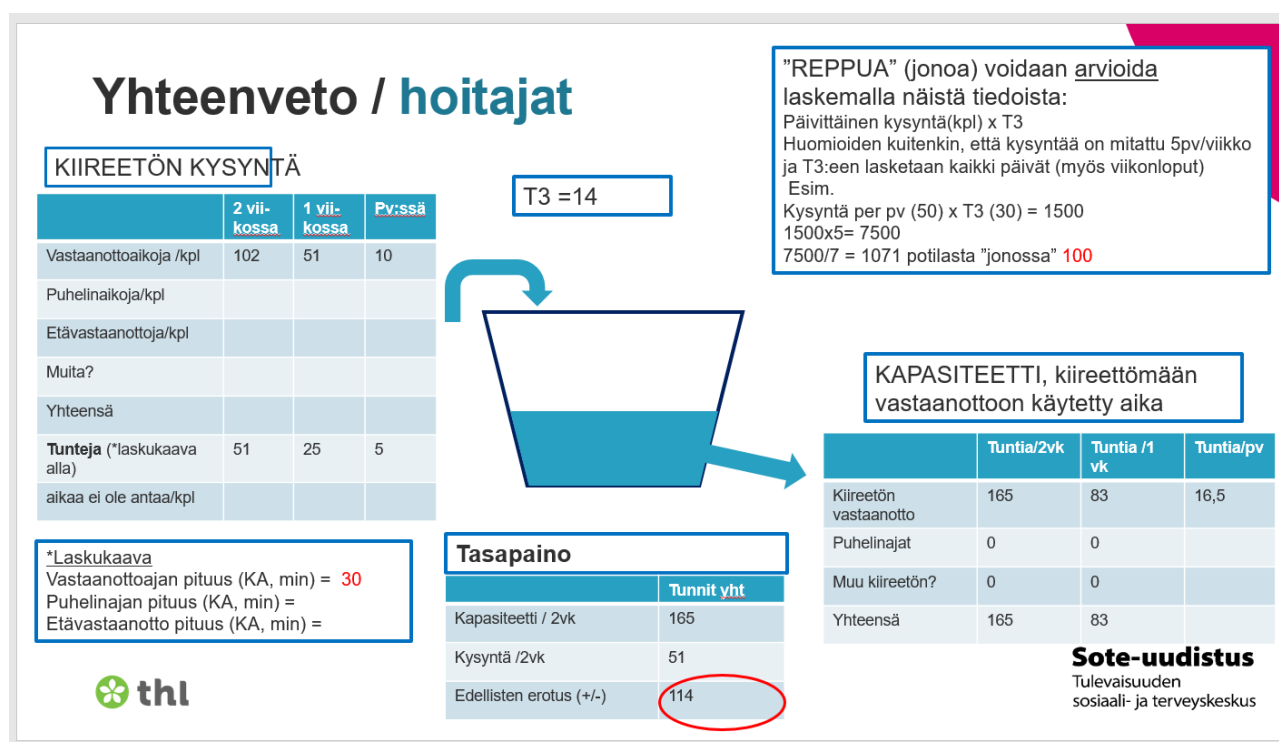 Yhteenveto / hoitajat
”REPPUA” (jonoa) voidaan arvioida
laskemalla näistä tiedoista:
Päivittäinen kysyntä(kpl) x T3
Huomioiden kuitenkin, että kysyntää on mitattu 5pv/viikko
ja T3:een lasketaan kaikki päivät (myös viikonloput)
Esim.
Kysyntä per pv (50) x T3 (30) = 1500
1500x5= 7500
7500/7 = 1071 potilasta ”jonossa” 100
KIIREETÖN KYSYNTÄ
2 vii-
kossa
1 vii-
kossa
Pv:ssä
Vastaanottoaikoja /kpl 102 51 10
Puhelinaikoja/kpl
Etävastaanottoja/kpl
Muita?
Yhteensä
Tunteja (*laskukaava
alla) 51 25 5
aikaa ei ole antaa/kpl
T3 =14
KAPASITEETTI, kiireettömään
vastaanottoon käytetty aika
Tuntia/2vk
Tuntia /1
vk
Tuntia/pv
Kiireetön
vastaanotto 165 83 16,5
Puhelinajat 0 0
Muu kiireetön? 0 0
Yhteensä 165 83
*Laskukaava
Vastaanottoajan pituus (KA, min) = 30
Puhelinajan pituus (KA, min) =
Etävastaanotto pituus (KA, min) =
Tasapaino
Tunnit yht
Kapasiteetti / 2vk 165
Kysyntä /2vk 51
Edellisten erotus (+/-) 114
thl
Sote-uudistus
Tulevaisuuden
sosiaali- ja terveyskeskus